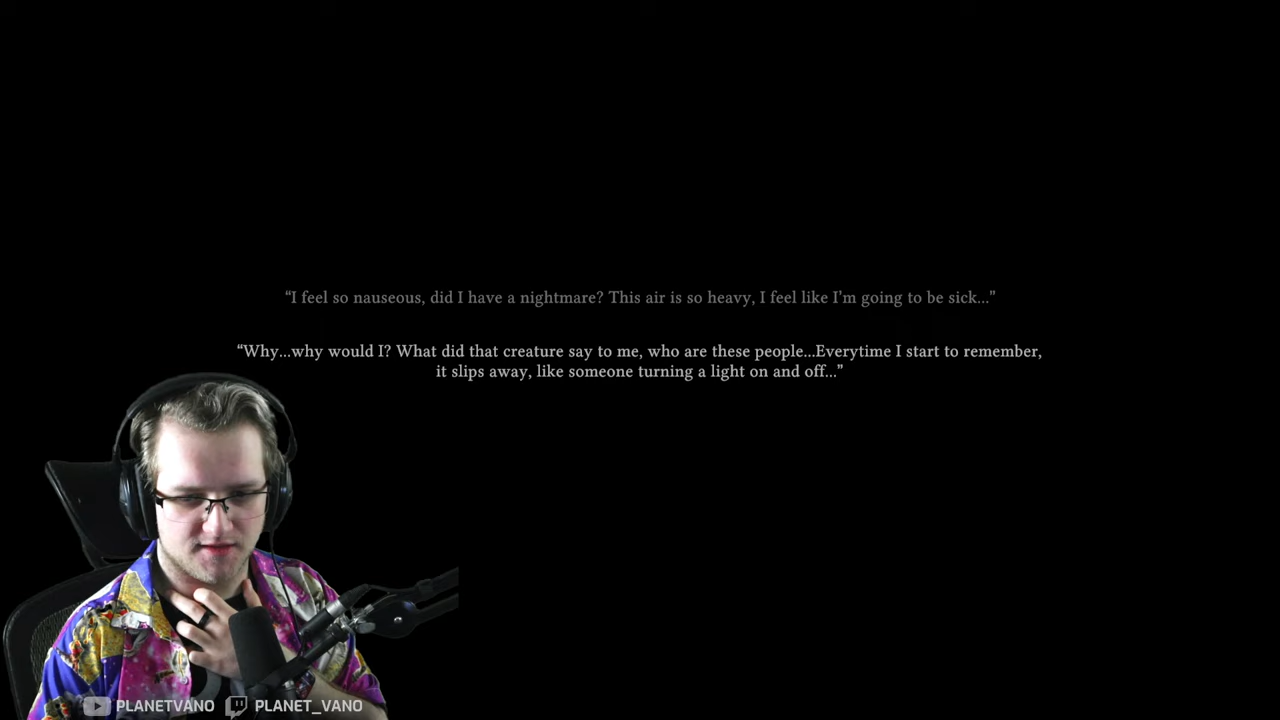 “I feel so nauseous, did I have a nightmare? This air is so heavy, I feel like I'm going to be sick...”
“Why...why would I? What did that creature say to me, who are these people...Everytime I start to remember,
it slips away, like someone turning a light on and off...”
PLANETVANO PLANET_VANO